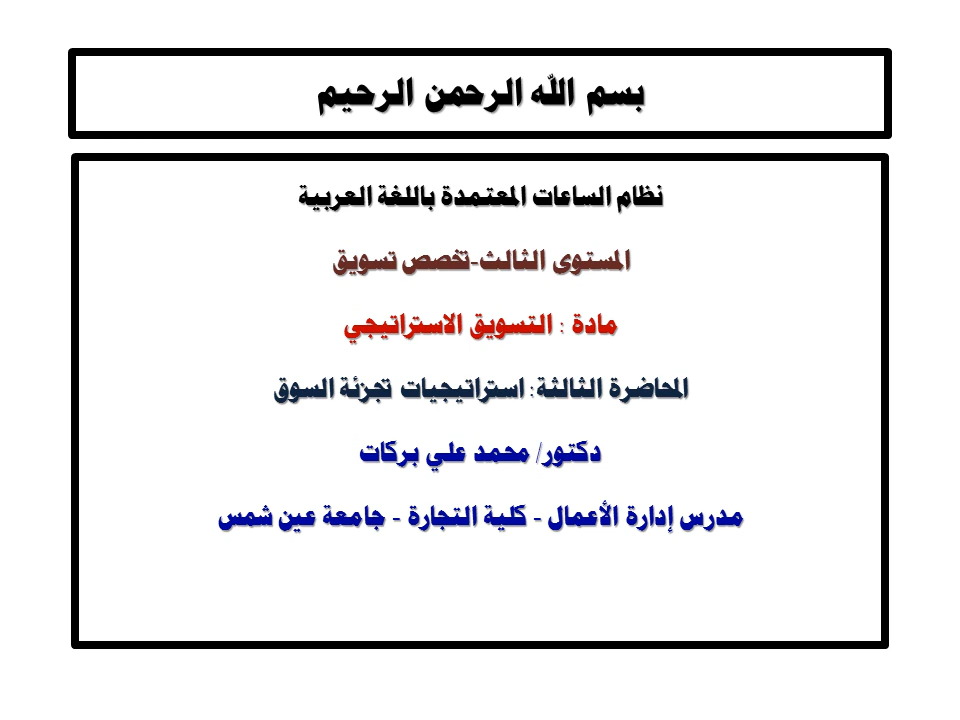 بسم الله الرحمن الرحيم
نظام الساعات المعتمدة باللغة العربية
المستوى الثالث-تخصص تسويق
مادة : التسويق الاستراتيجي
المحاضرة الثالثة: استراتيجيات تجزئة السوق
دكتور/ محمد علي بركات
مدرس إدارة الأعمال - كلية التجارة - جامعة عين شمس